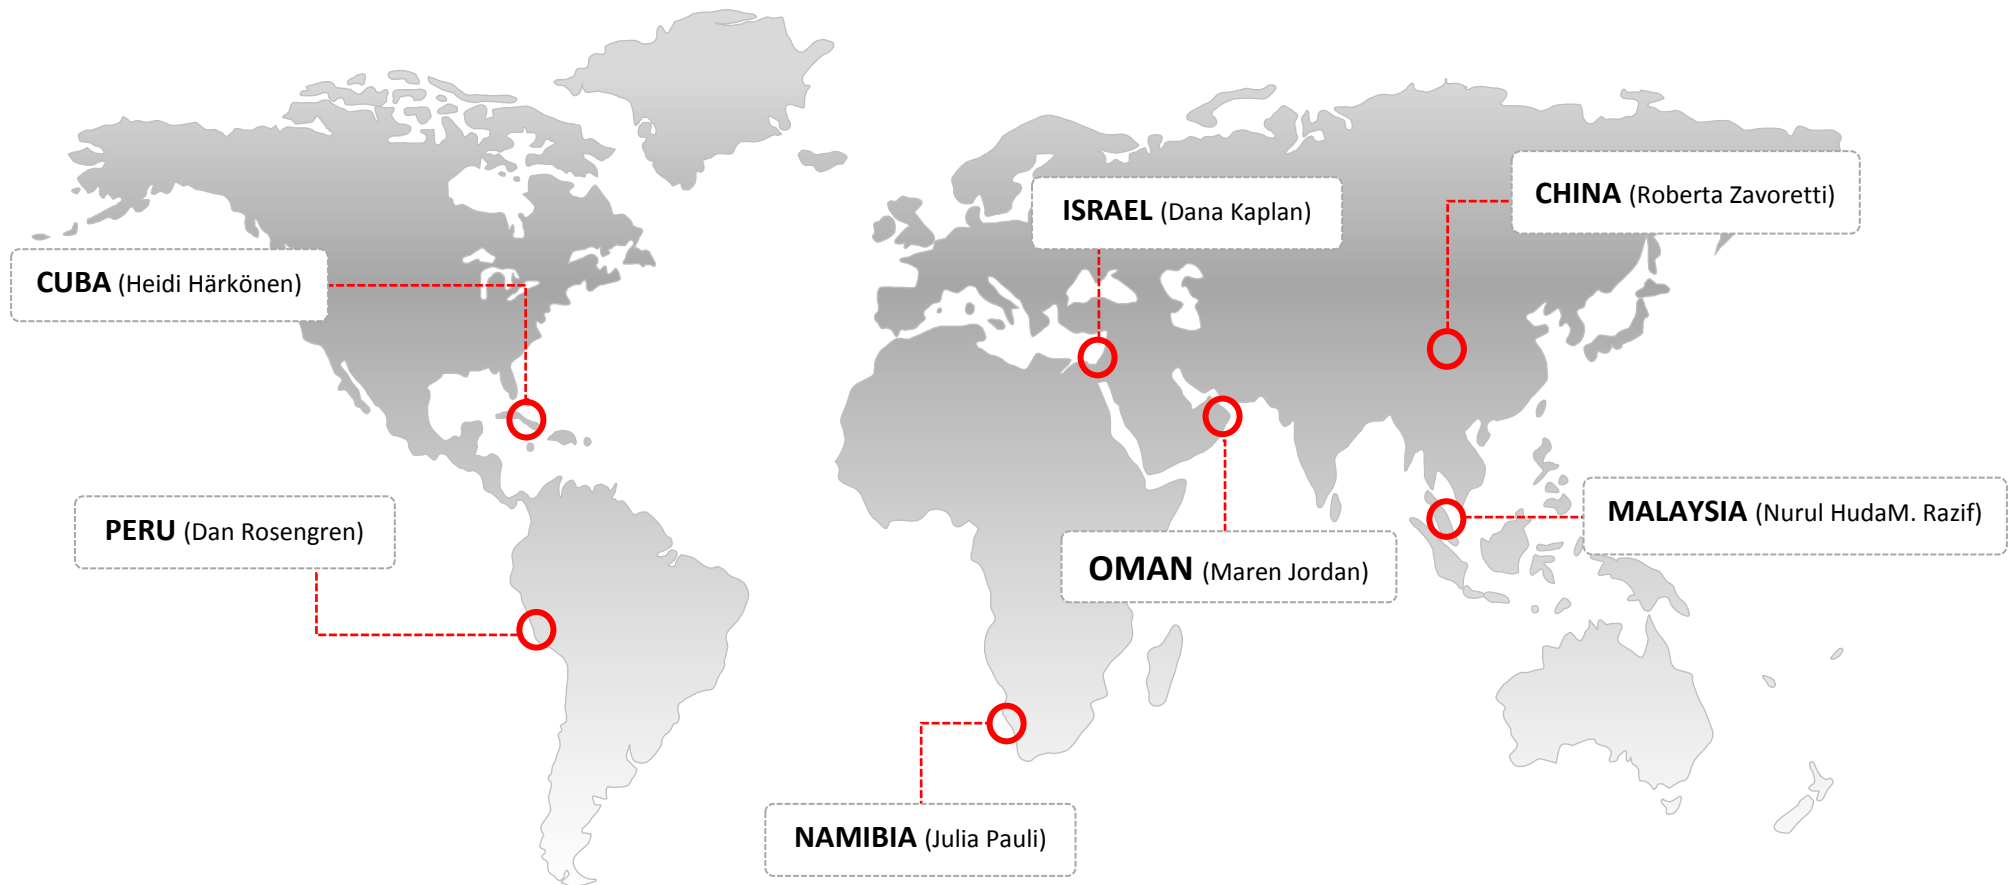 CHINA (Roberta Zavoretti)
ISRAEL (Dana Kaplan)
CUBA (Heidi Härkönen)
MALAYSIA (Nurul HudaM. Razif)
PERU (Dan Rosengren)
OMAN (Maren Jordan)
NAMIBIA (Julia Pauli)